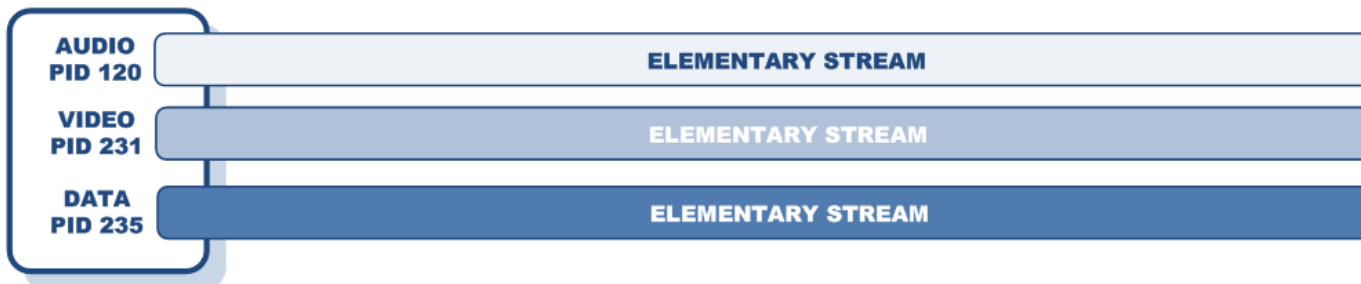 AUDIO
PID 120
ELEMENTARY STREAM
VIDEO
PID 231
ELEMENTARY STREAM
DATA
PID 235
ELEMENTARY STREAM